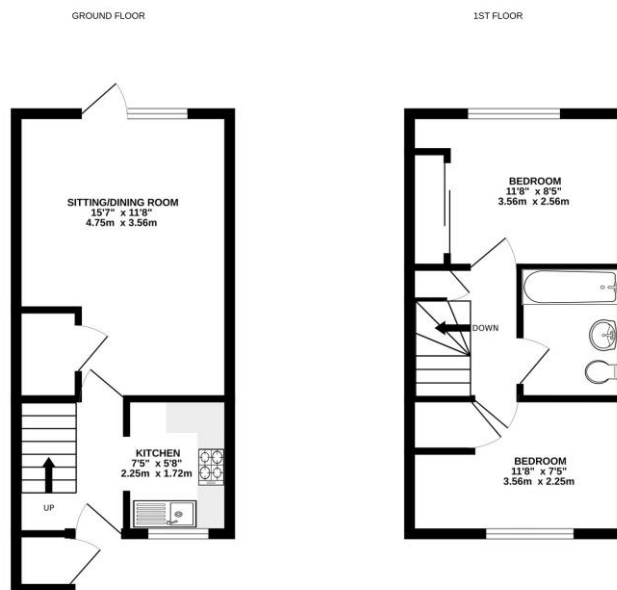 GROUND FLOOR
1ST FLOOR
SITTING/DINING ROOM
15'7" x 11'8"
4.75m x 3.56m
KITCHEN
7'5" x 5'8"
2.25m x 1.72m
UP
BEDROOM
11'8" x 8'5"
3.56m x 2.56m
DOWN
BEDROOM
11'8" x 7'5"
3.56m x 2.25m